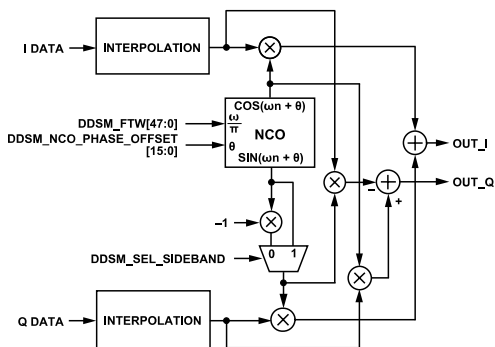 I DATA
INTERPOLATION
COS(ωn + θ)
DDSM_FTW[47:0]
ω
π
NCO
OUT_I
DDSM_NCO_PHASE_OFFSET
[15:0]
θ
SIN(ωn + θ)
–
OUT_Q
+
–1
0 1
DDSM_SEL_SIDEBAND
Q DATA
INTERPOLATION